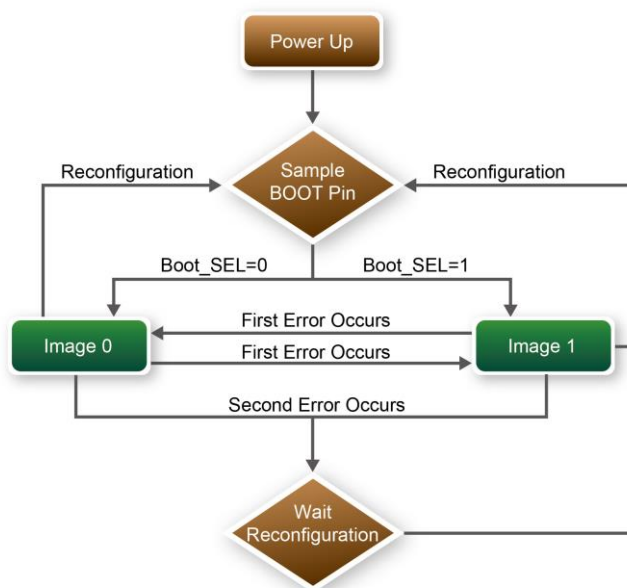 Power Up
Reconfiguration
Sample
BOOT Pin
Reconfiguration
Boot_SEL=0
Boot_SEL=1
First Error Occurs
Image 0
Image 1
First Error Occurs
Second Error Occurs
Wait
Reconfiguration